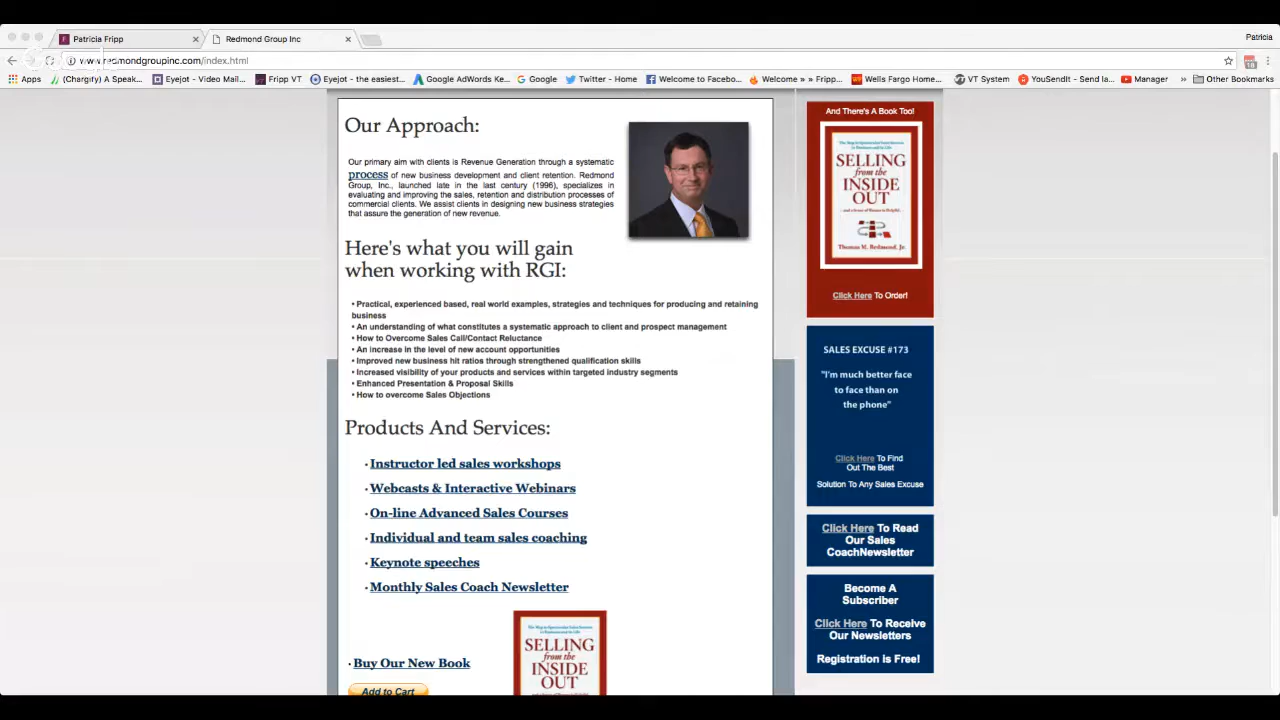 Patricia Fripp
Redmond Group Inc
Patricia
www.redmondgroupinc.com/index.html
Apps
(Chargify) A Speak...
Eyejot - Video Mail...
Fripp VT
Eyejot - the easiest...
Google AdWords Ke...
Google
Twitter - Home
Welcome to Facebo...
Welcome » » Fripp...
Wells Fargo Home...
VT System
YouSendIt - Send la...
Manager
»
Other Bookmarks
Our Approach:
Our primary aim with clients is Revenue Generation through a systematic
process of new business development and client retention. Redmond
Group, Inc., launched late in the last century (1996), specializes in
evaluating and improving the sales, retention and distribution processes of
commercial clients. We assist clients in designing new business strategies
that assure the generation of new revenue.
Here's what you will gain
when working with RGI:
• Practical, experienced based, real world examples, strategies and techniques for producing and retaining
business
• An understanding of what constitutes a systematic approach to client and prospect management
• How to Overcome Sales Call/Contact Reluctance
• An increase in the level of new account opportunities
• Improved new business hit ratios through strengthened qualification skills
• Increased visibility of your products and services within targeted industry segments
• Enhanced Presentation & Proposal Skills
• How to overcome Sales Objections
Products And Services:
• Instructor led sales workshops
• Webcasts & Interactive Webinars
• On-line Advanced Sales Courses
• Individual and team sales coaching
• Keynote speeches
• Monthly Sales Coach Newsletter
• Buy Our New Book
Add to Cart
SELLING
from the
INSIDE
OUT
And There's A Book Too!
SELLING
from the
INSIDE
OUT
Thomas M. Redmond, Jr.
Click Here To Order!
SALES EXCUSE #173
"I'm much better face
to face than on
the phone"
Click Here To Find
Out The Best
Solution To Any Sales Excuse
Click Here To Read
Our Sales
CoachNewsletter
Become A
Subscriber
Click Here To Receive
Our Newsletters
Registration is Free!